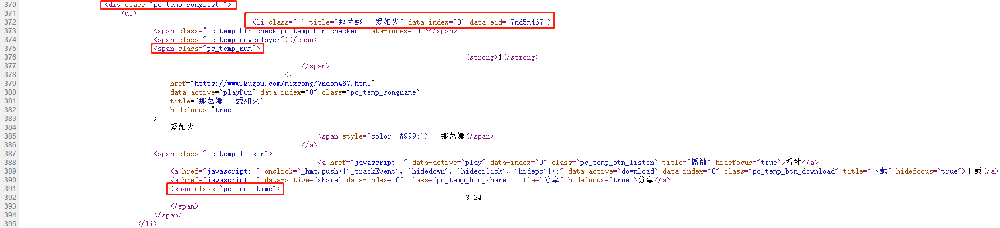 370 <div class="pc_temp_songlist ">
371 <ul>
372 <li class=" " title="那艺娜 - 爱如火" data-index="0" data-eid="7nd5m467">
373 <span class="pc_temp_btn_check pc_temp_btn_checked" data-index="0"></span>
374 <span class="pc_temp_coverlayer"></span>
375 <span class="pc_temp_num">
376 <strong>1</strong>
377 </span>
378 <a
379 href="https://www.kugou.com/mixsong/7nd5m467.html"
380 data-active="playDwn" data-index="0" class="pc_temp_songname"
381 title="那艺娜 - 爱如火"
382 hidefocus="true"
383 >
384 爱如火
385 <span style="color: #999;"> - 那艺娜</span>
386 </a>
387 <span class="pc_temp_tips_r">
388 <a href="javascript:;" data-active="play" data-index="0" class="pc_temp_btn_listen" title="播放" hidefocus="true">播放</a>
389 <a href="javascript:;" onclick="_hmt.push(['_trackEvent', 'hidedown', 'hidecilick', 'hidepc']);" data-active="download" data-index="0" class="pc_temp_btn_download" title="下载" hidefocus="true">下载</a>
390 <a href="javascript:;" data-active="share" data-index="0" class="pc_temp_btn_share" title="分享" hidefocus="true">分享</a>
391 <span class="pc_temp_time">
392 3:24
393 </span>
394 </span>
395 </li>